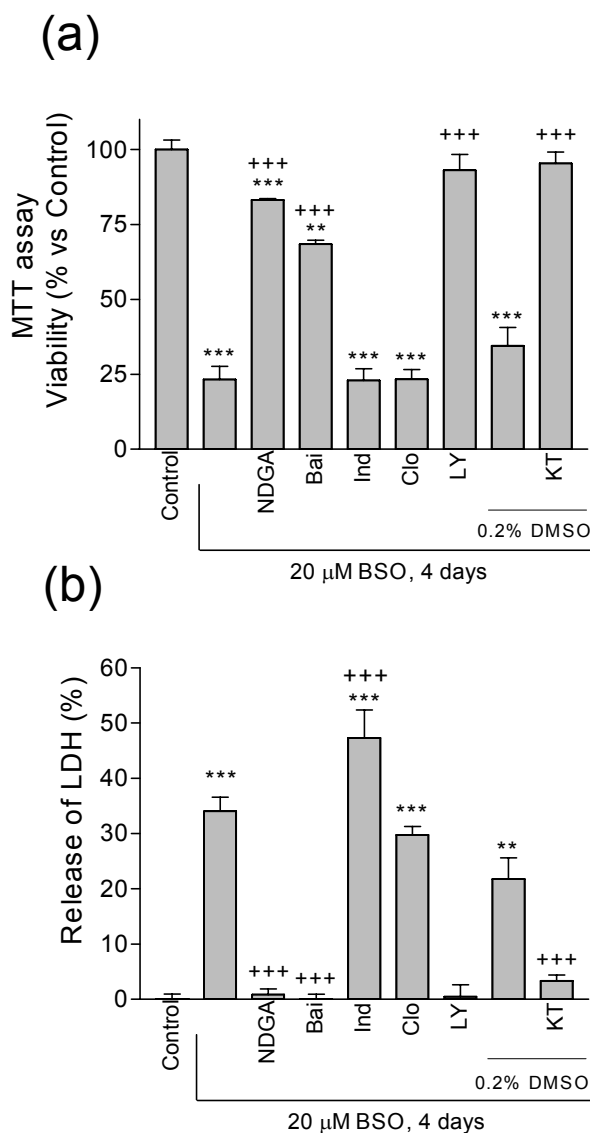 (a)
MTT assay
Viability (% vs Control)
100
75
50
25
0
***
+++
***
+++
**
***
***
+++
***
+++
Control
NDGA
Bai
Ind
Clo
LY
KT
0.2% DMSO
20 μM BSO, 4 days
(b)
Release of LDH (%)
60
50
40
30
20
10
0
***
+++
+++
+++
***
***
**
+++
Control
NDGA
Bai
Ind
Clo
LY
KT
0.2% DMSO
20 μM BSO, 4 days